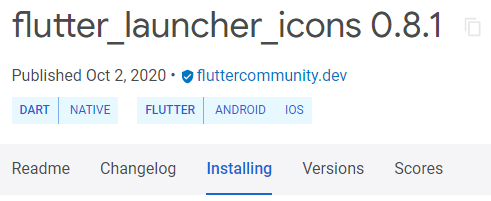 flutter_launcher_icons 0.8.1
Published Oct 2, 2020 • fluttercommunity.dev
DART NATIVE FLUTTER ANDROID IOS
Readme Changelog Installing Versions Scores